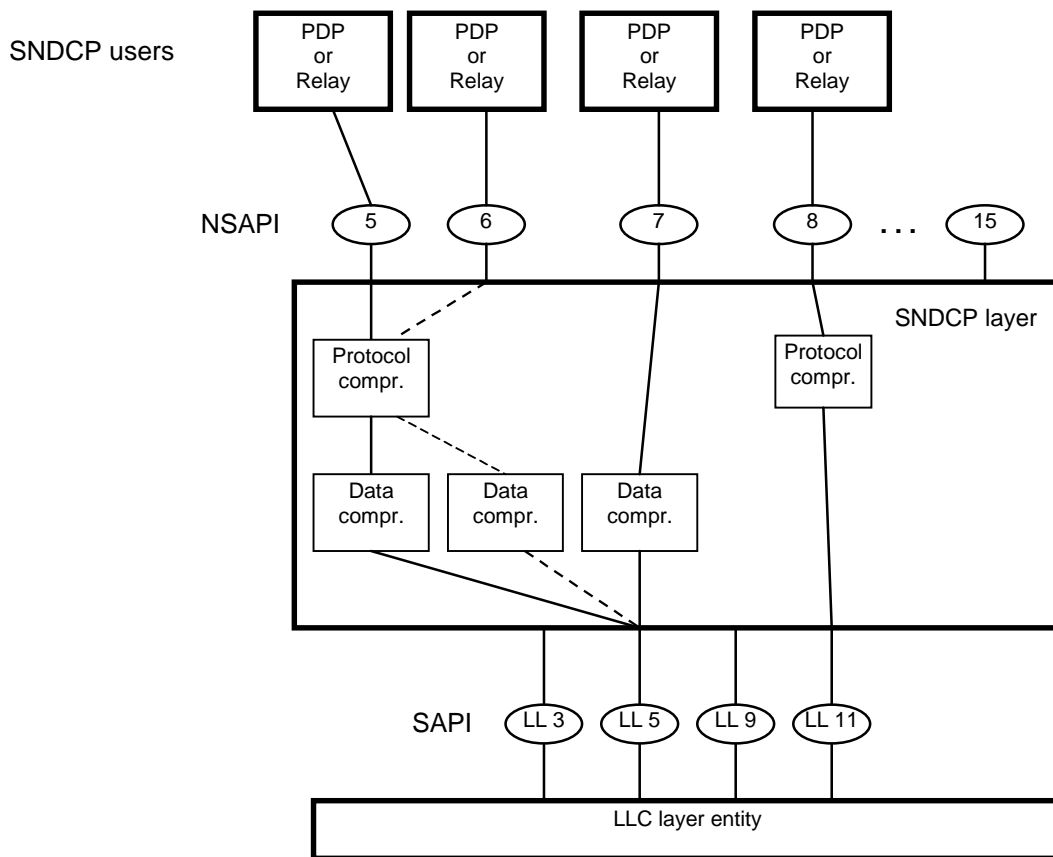 SNDCP users
PDP
or
Relay
PDP
or
Relay
PDP
or
Relay
PDP
or
Relay
NSAPI
5
6
7
8
...
15
SNDCP layer
Protocol
compr.
Protocol
compr.
Data
compr.
Data
compr.
Data
compr.
SAPI
LL 3
LL 5
LL 9
LL 11
LLC layer entity